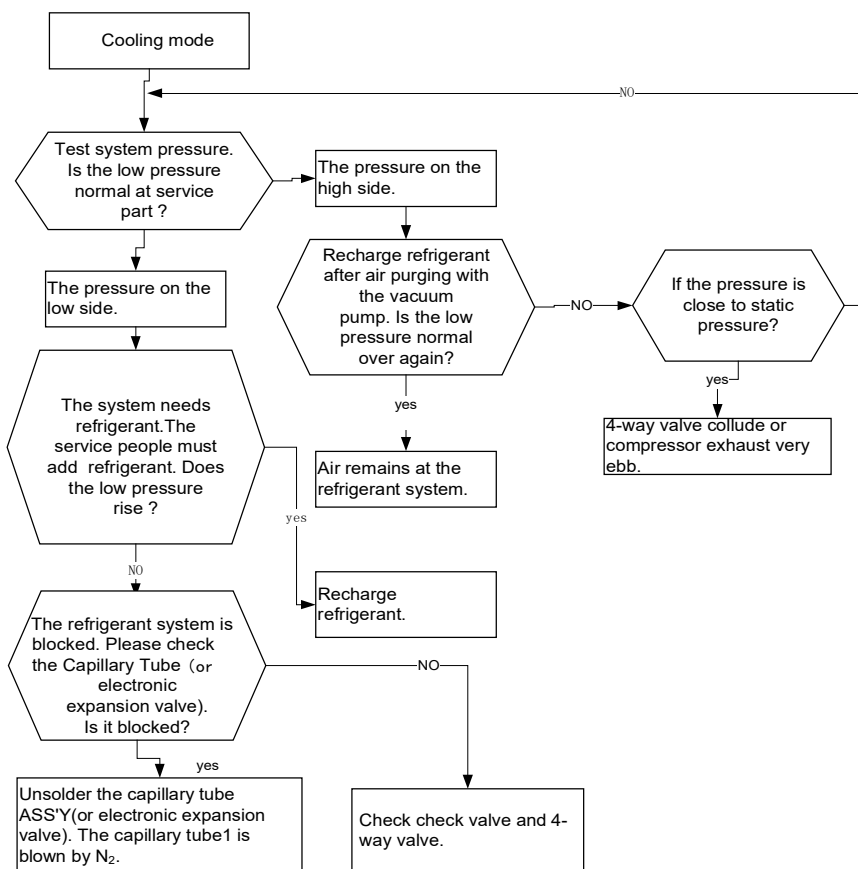 Cooling mode
NO
Test system pressure.
Is the low pressure
normal at service
part ?
The pressure on the
high side.
The pressure on the
low side.
Recharge refrigerant
after air purging with
the vacuum
pump. Is the low
pressure normal
over again?
NO
If the pressure is
close to static
pressure?
yes
yes
4-way valve collude or
compressor exhaust very
ebb.
The system needs
refrigerant.The
service people must
add refrigerant. Does
the low pressure
rise ?
Air remains at the
refrigerant system.
yes
NO
Recharge
refrigerant.
The refrigerant system is
blocked. Please check
the Capillary Tube（or
electronic
expansion valve).
Is it blocked?
NO
yes
Unsolder the capillary tube
ASS'Y(or electronic expansion
valve). The capillary tube1 is
blown by N₂.
Check check valve and 4-
way valve.